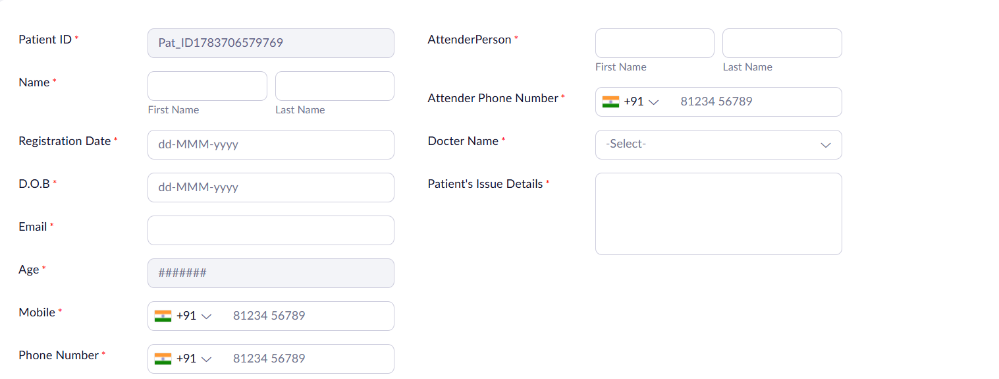 Patient ID *
Pat_ID1783706579769
Name *
First Name
Last Name
Registration Date *
dd-MMM-yyyy
D.O.B *
dd-MMM-yyyy
Email *
Age *
#######
Mobile *
+91 81234 56789
Phone Number *
+91 81234 56789
AttenderPerson *
First Name
Last Name
Attender Phone Number *
+91 81234 56789
Docter Name *
-Select-
Patient's Issue Details *